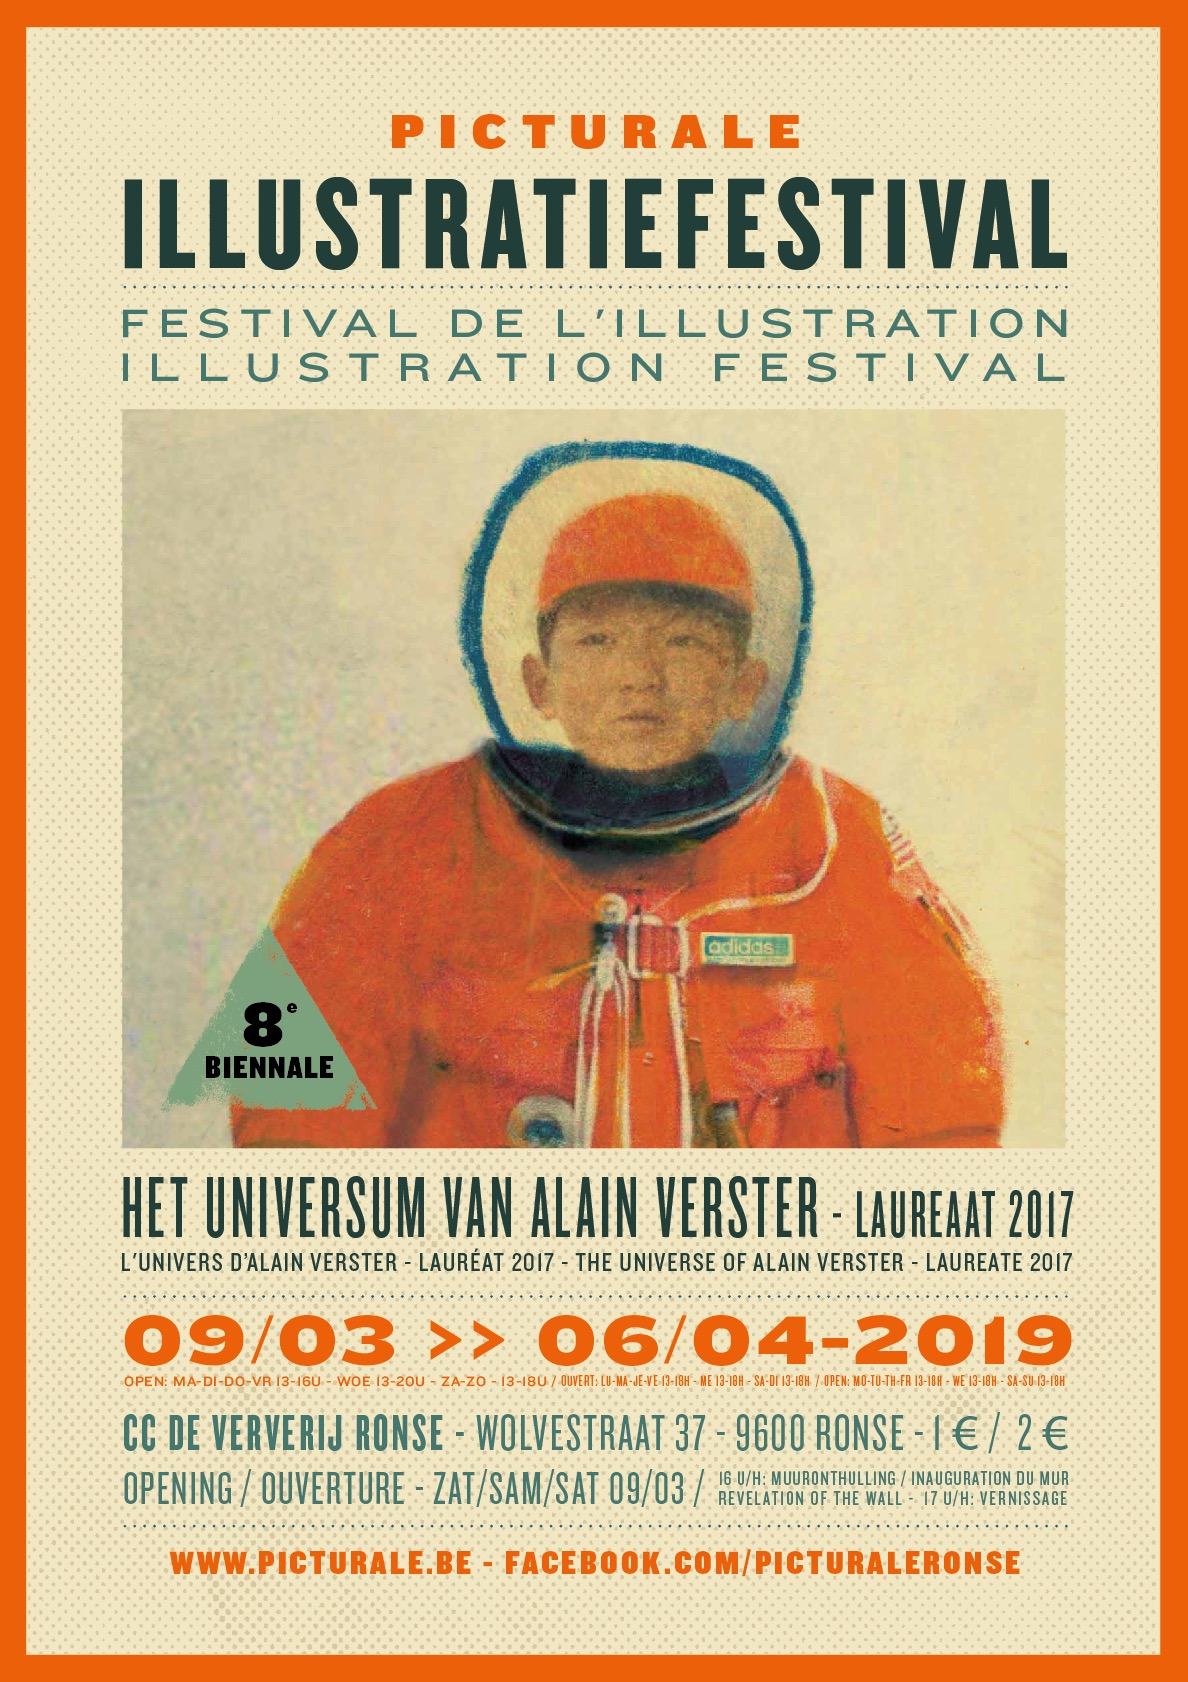 PICTURALE
ILLUSTRATIEFESTIVAL
FESTIVAL DE L'ILLUSTRATION
ILLUSTRATION FESTIVAL
adidas
8e
BIENNALE
HET UNIVERSUM VAN ALAIN VERSTER - LAUREAAT 2017
L'UNIVERS D'ALAIN VERSTER - LAURÉAT 2017 - THE UNIVERSE OF ALAIN VERSTER - LAUREATE 2017
09/03 >> 06/04-2019
OPEN: MA-DI-DO-VR 13-16U - WOE 13-20U - ZA-ZO - 13-18U / OUVERT: LU-MA-JE-VE 13-18H - ME 13-18H - SA-DI 13-18H / OPEN: MO-TU-TH-FR 13-18H - WE 13-18H - SA-SU 13-18H
CC DE VERVERIJ RONSE - WOLVESTRAAT 37 - 9600 RONSE - 1 € / 2 €
OPENING / OUVERTURE - ZAT/SAM/SAT 09/03 /
16 U/H: MUURONTHULLING / INAUGURATION DU MUR
REVELATION OF THE WALL - 17 U/H: VERNISSAGE
WWW.PICTURALE.BE - FACEBOOK.COM/PICTURALERONSE